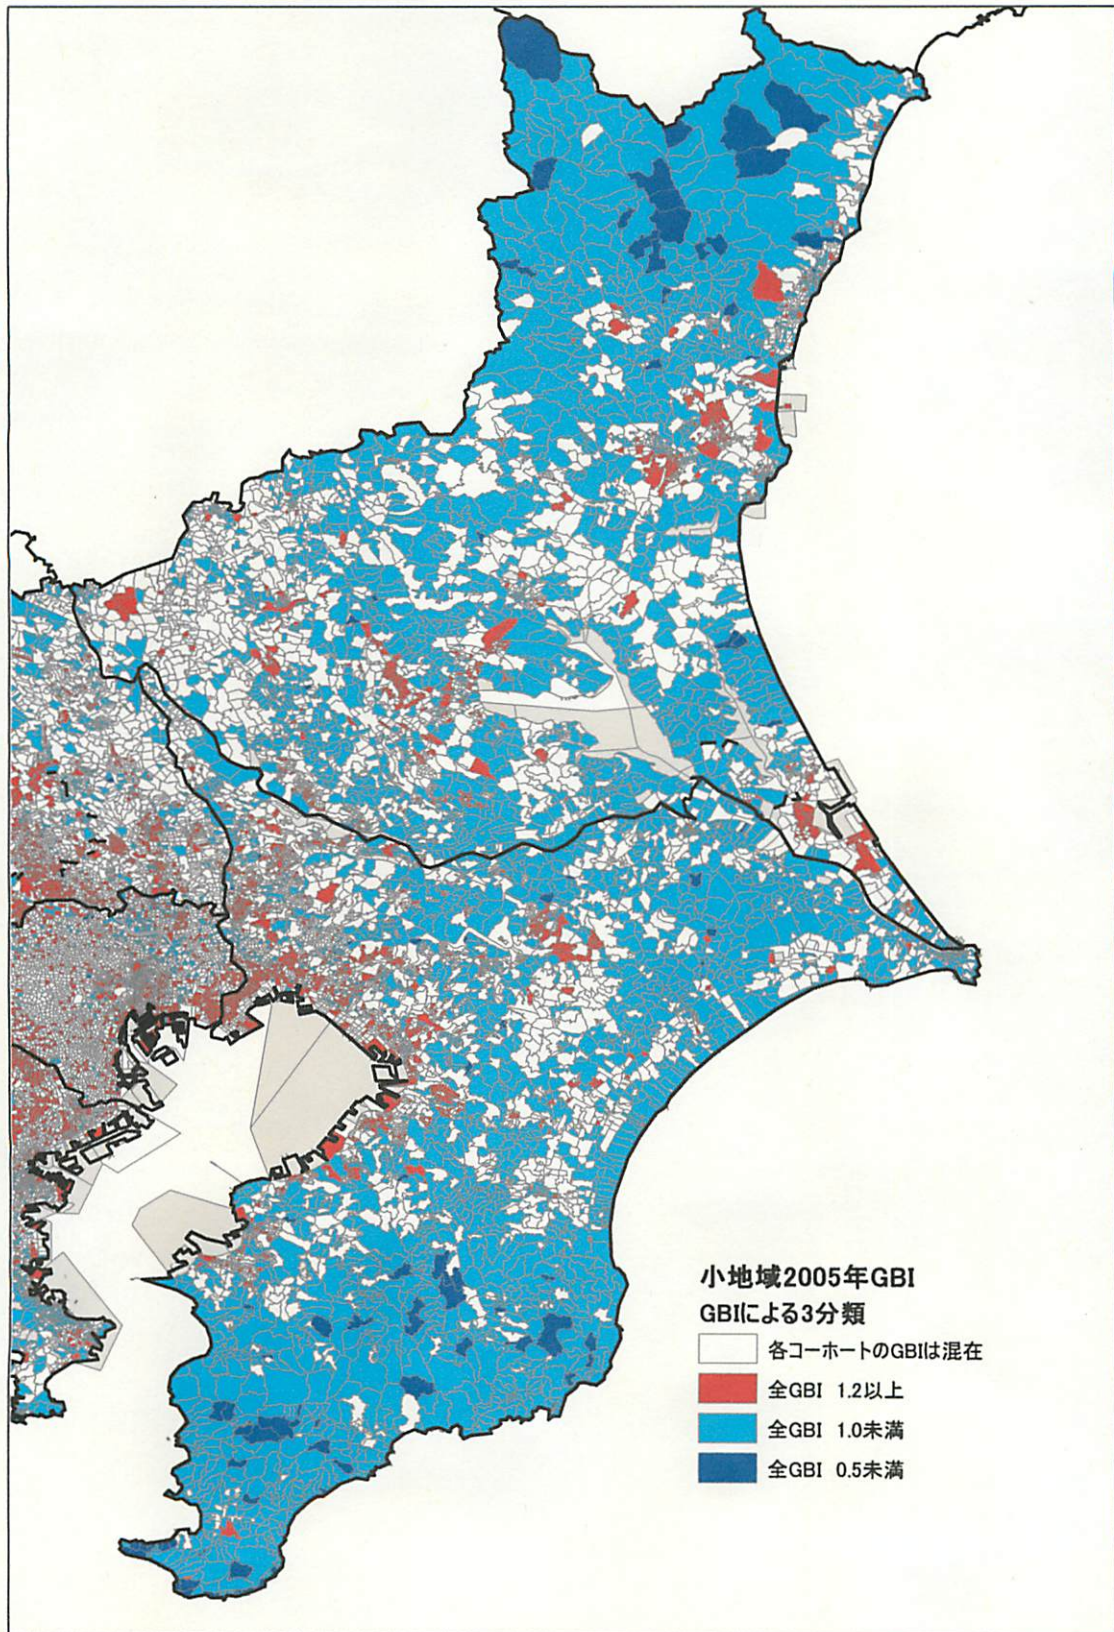 小地域2005年GBI
GBIによる3分類
各コーホートのGBIは混在
全GBI 1.2以上
全GBI 1.0未満
全GBI 0.5未満